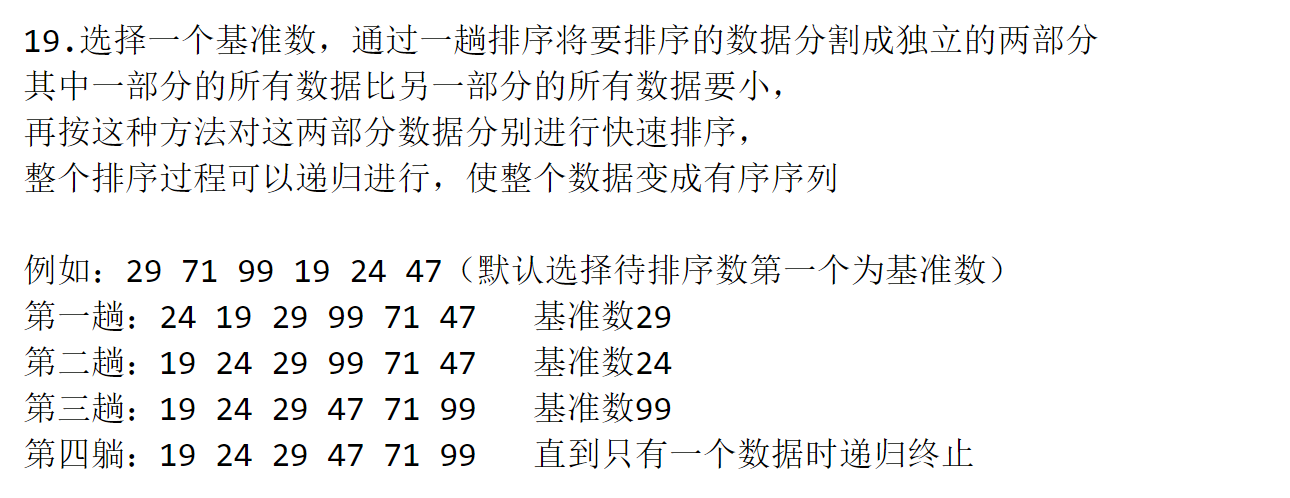 19.选择一个基准数，通过一趟排序将要排序的数据分割成独立的两部分
其中一部分的所有数据比另一部分的所有数据要小，
再按这种方法对这两部分数据分别进行快速排序，
整个排序过程可以递归进行，使整个数据变成有序序列
例如：29 71 99 19 24 47（默认选择待排序数第一个为基准数）
第一趟：24 19 29 99 71 47 基准数29
第二趟：19 24 29 99 71 47 基准数24
第三趟：19 24 29 47 71 99 基准数99
第四躺：19 24 29 47 71 99 直到只有一个数据时递归终止